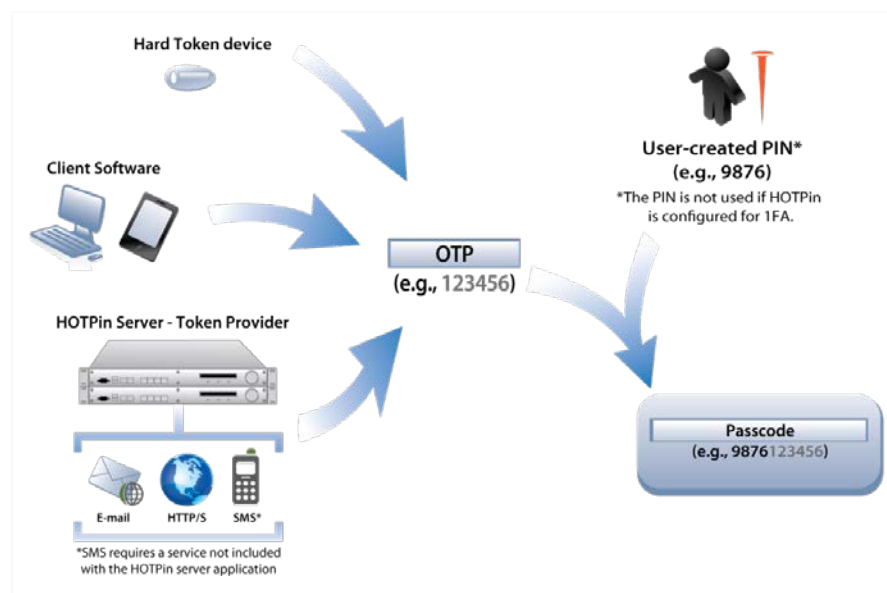 Hard Token device
Client Software
HOTPin Server - Token Provider
E-mail
HTTP/S
SMS*
*SMS requires a service not included
with the HOTPin server application
OTP
(e.g., 123456)
User-created PIN*
(e.g., 9876)
*The PIN is not used if HOTPin
is configured for 1FA.
Passcode
(e.g., 9876123456)